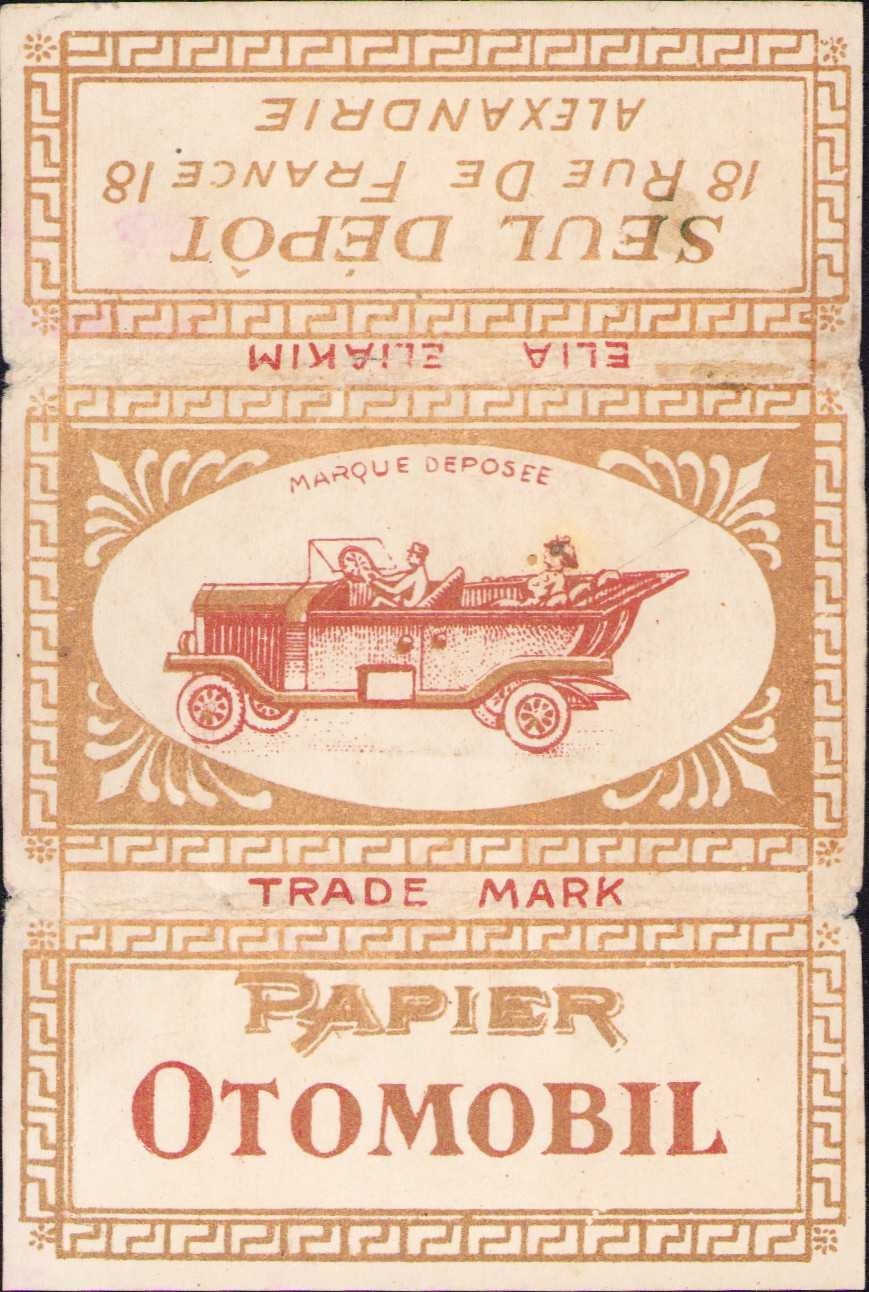 SEUL DÉPÔT
18 RUE DE FRANCE 18
ALEXANDRIE
ELIA ELIAKIM
MARQUE DEPOSEE
TRADE MARK
PAPIER
OTOMOBIL